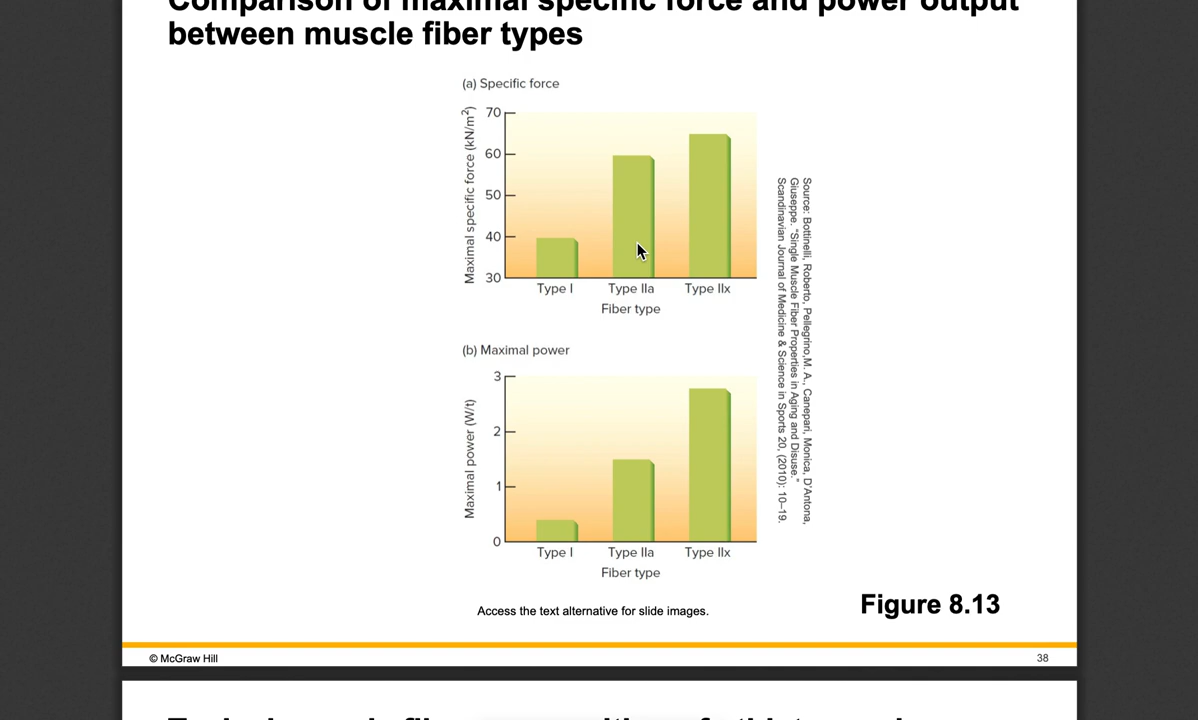 Comparison of maximal specific force and power output
between muscle fiber types
(a) Specific force
Maximal specific force (kN/m²)
70
60
50
40
30
Type I Type IIa Type IIx
Fiber type
(b) Maximal power
Maximal power (W/t)
3
2
1
0
Type I Type IIa Type IIx
Fiber type
Source: Bottinelli, Roberto, Pellegrino,M. A., Canepari, Monica, D'Antona,
Giuseppe. "Single Muscle Fiber Properties in Aging and Disuse."
Scandinavian Journal of Medicine & Science in Sports 20, (2010): 10–19.
Access the text alternative for slide images.
Figure 8.13
© McGraw Hill
38